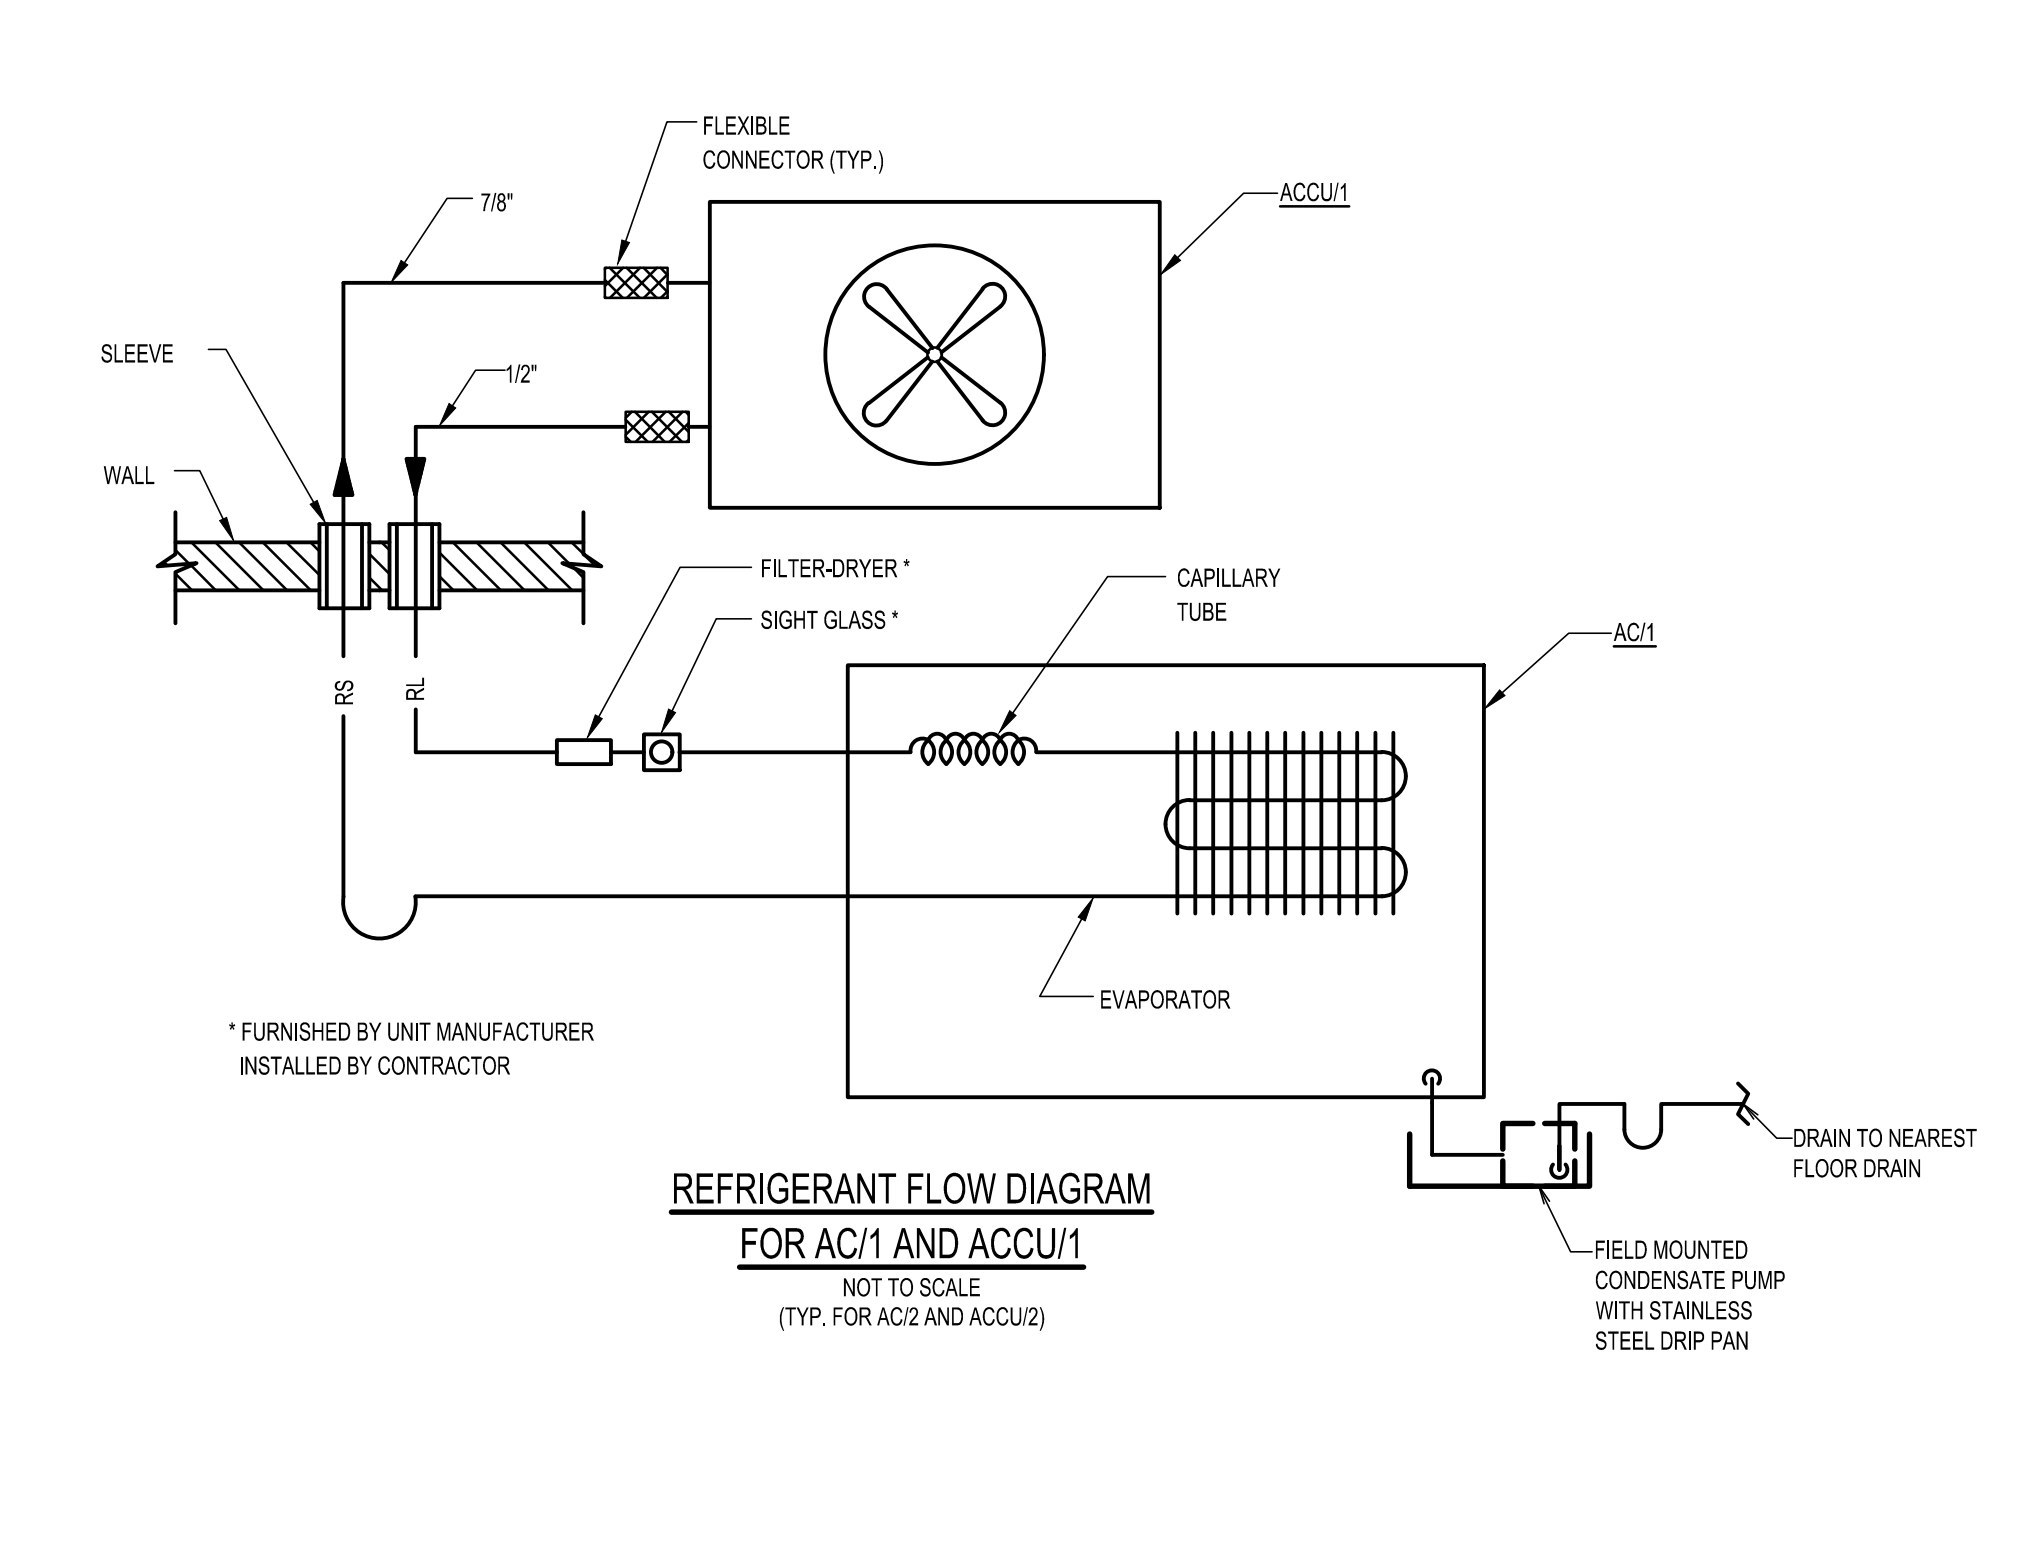 FLEXIBLE
CONNECTOR (TYP.)
7/8"
ACCU/1
SLEEVE
1/2"
WALL
FILTER-DRYER *
SIGHT GLASS *
CAPILLARY
TUBE
AC/1
RS
RL
EVAPORATOR
* FURNISHED BY UNIT MANUFACTURER
INSTALLED BY CONTRACTOR
DRAIN TO NEAREST
FLOOR DRAIN
REFRIGERANT FLOW DIAGRAM
FOR AC/1 AND ACCU/1
NOT TO SCALE
(TYP. FOR AC/2 AND ACCU/2)
FIELD MOUNTED
CONDENSATE PUMP
WITH STAINLESS
STEEL DRIP PAN